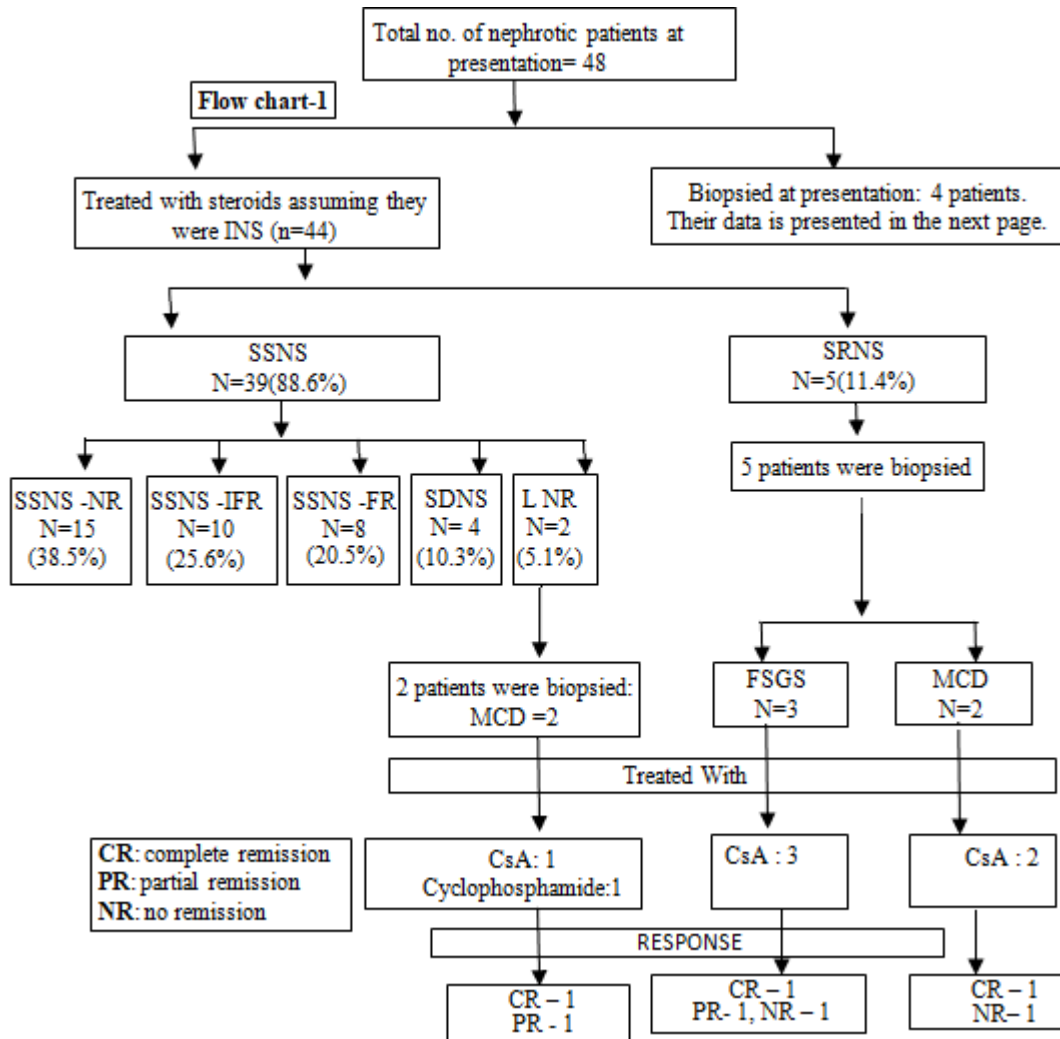 Total no. of nephrotic patients at
presentation= 48
Flow chart-1
Treated with steroids assuming they
were INS (n=44)
Biopsied at presentation: 4 patients.
Their data is presented in the next page.
SSNS
N=39(88.6%)
SRNS
N=5(11.4%)
5 patients were biopsied
SSNS -NR
N=15
(38.5%)
SSNS -IFR
N=10
(25.6%)
SSNS -FR
N=8
(20.5%)
SDNS
N= 4
(10.3%)
L NR
N=2
(5.1%)
2 patients were biopsied:
MCD =2
FSGS
N=3
MCD
N=2
Treated With
CR: complete remission
PR: partial remission
NR: no remission
CsA: 1
Cyclophosphamide:1
CsA : 3
CsA : 2
RESPONSE
CR – 1
PR - 1
CR – 1
PR- 1, NR – 1
CR – 1
NR– 1